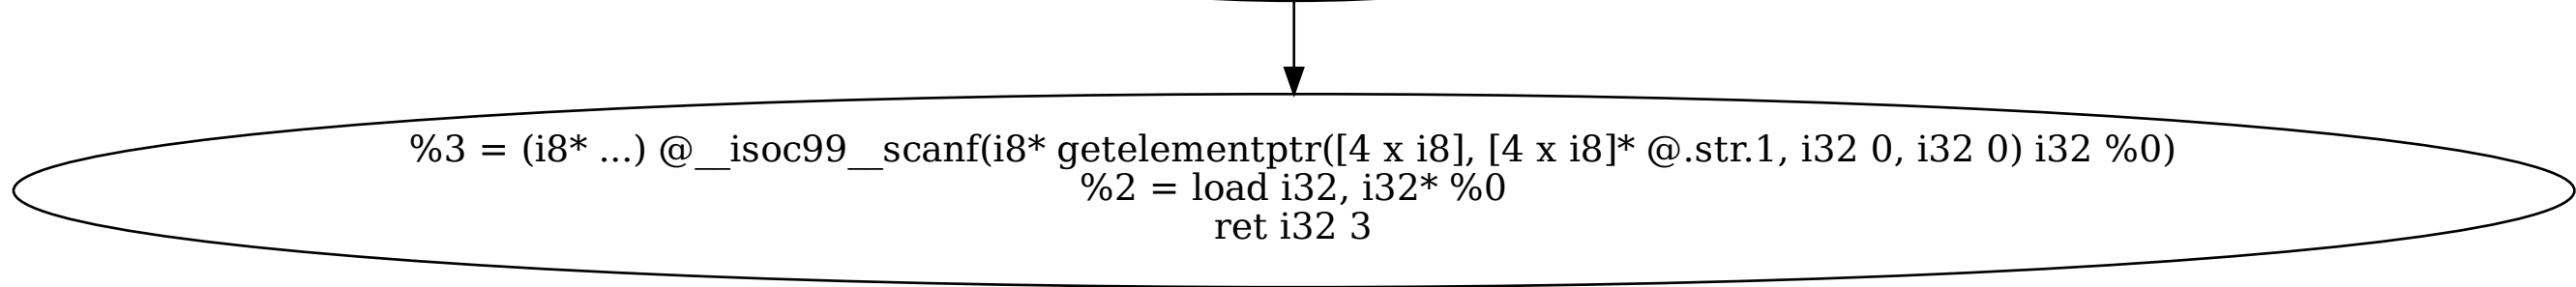 %3 = (i8* ...) @__isoc99__scanf(i8* getelementptr([4 x i8], [4 x i8]* @.str.1, i32 0, i32 0) i32 %0)
%2 = load i32, i32* %0
ret i32 3